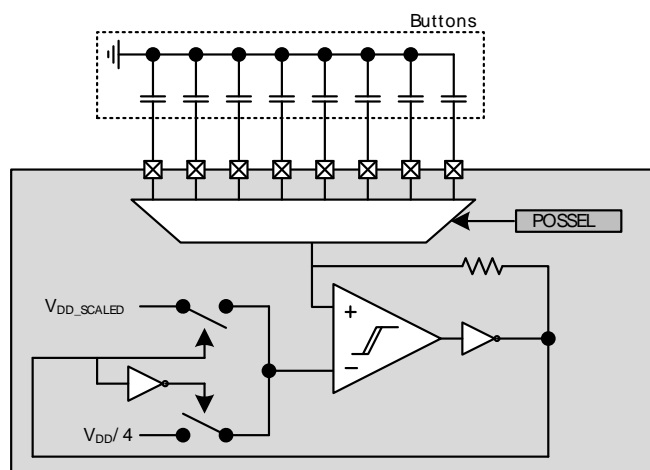 Buttons
POSSEL
VDD_SCALED
+
−
VDD/ 4